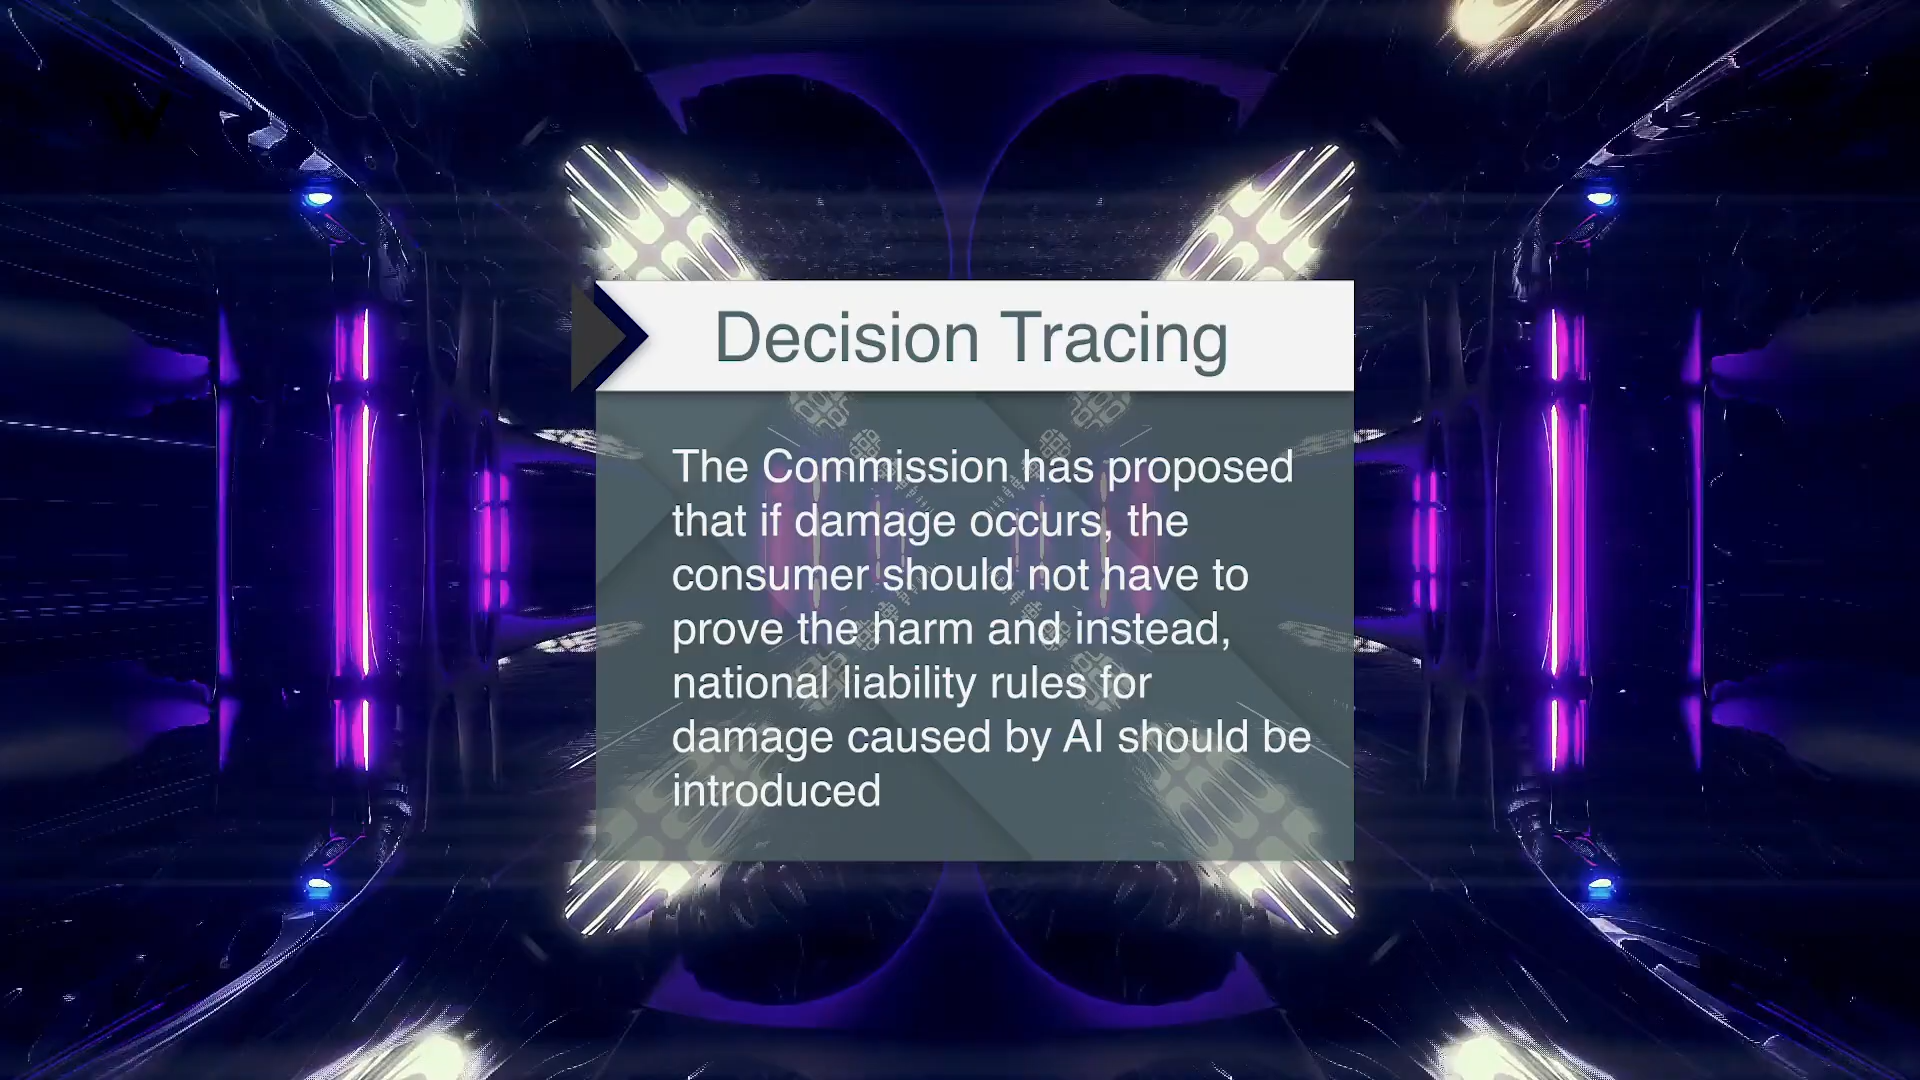 Decision Tracing
The Commission has proposed
that if damage occurs, the
consumer should not have to
prove the harm and instead,
national liability rules for
damage caused by AI should be
introduced